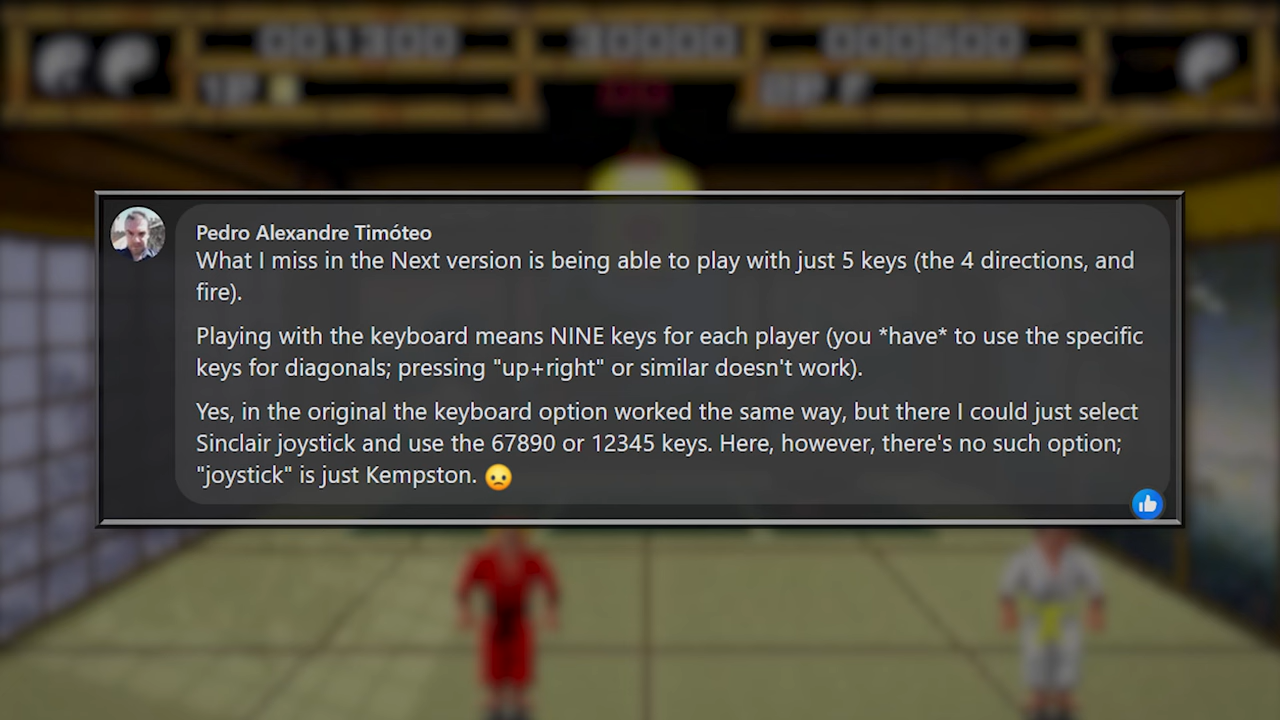 001300 30000 000600
Pedro Alexandre Timóteo
What I miss in the Next version is being able to play with just 5 keys (the 4 directions, and
fire).
Playing with the keyboard means NINE keys for each player (you *have* to use the specific
keys for diagonals; pressing "up+right" or similar doesn't work).
Yes, in the original the keyboard option worked the same way, but there I could just select
Sinclair joystick and use the 67890 or 12345 keys. Here, however, there's no such option;
"joystick" is just Kempston. 😞